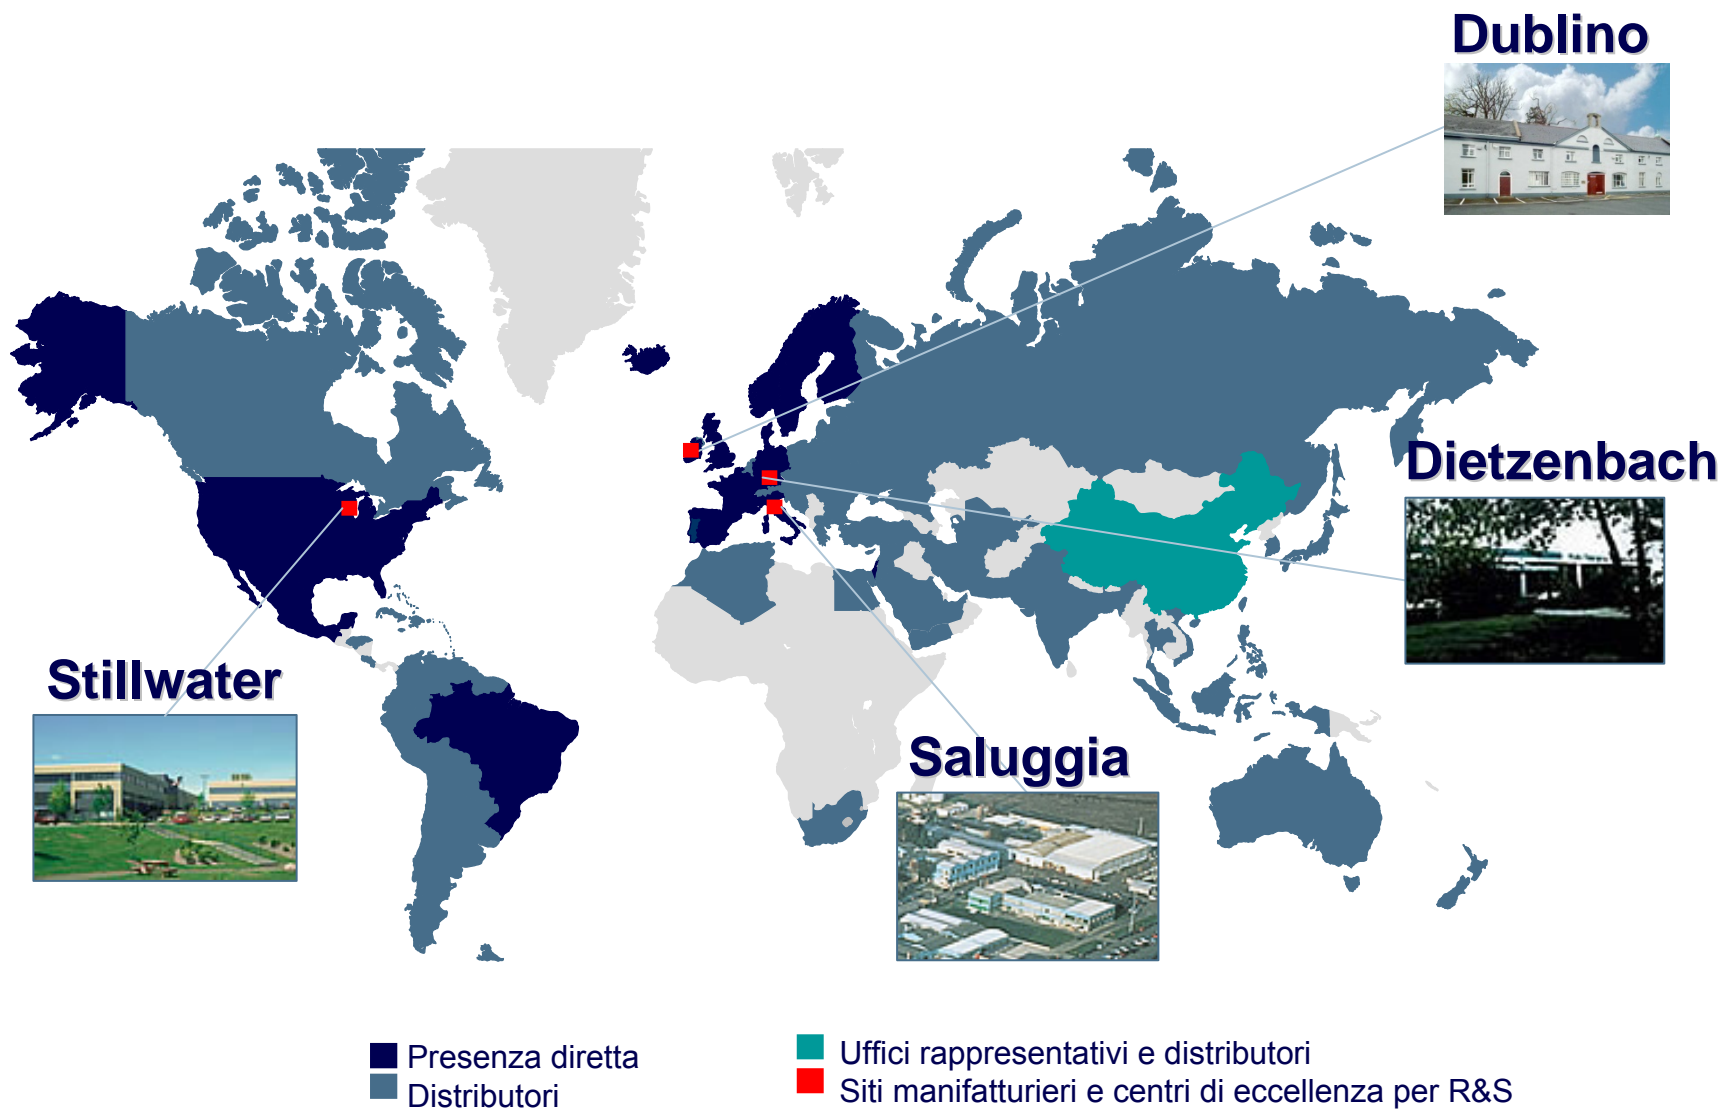 Dublino
Dietzenbach
Stillwater
Saluggia
Presenza diretta
Distributori
Uffici rappresentativi e distributori
Siti manifatturieri e centri di eccellenza per R&S